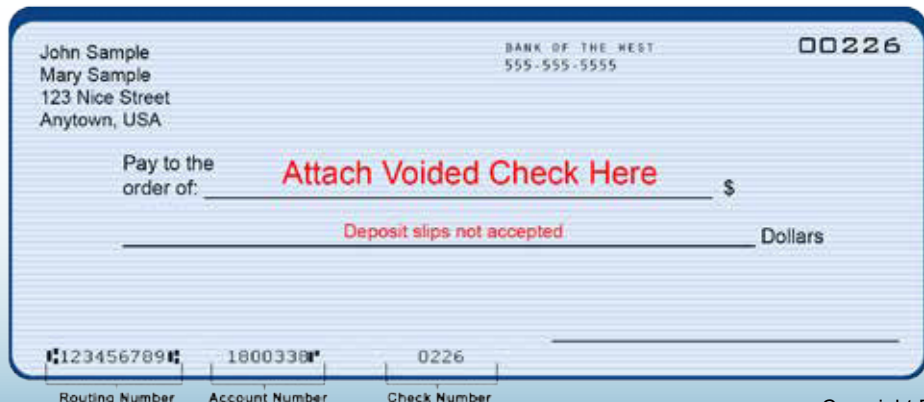 John Sample
Mary Sample
123 Nice Street
Anytown, USA
BANK OF THE WEST
555-555-5555
00226
Pay to the
order of:
Attach Voided Check Here
$
Deposit slips not accepted
Dollars
⑆123456789⑆ 1800338⑈ 0226
Routing Number Account Number Check Number